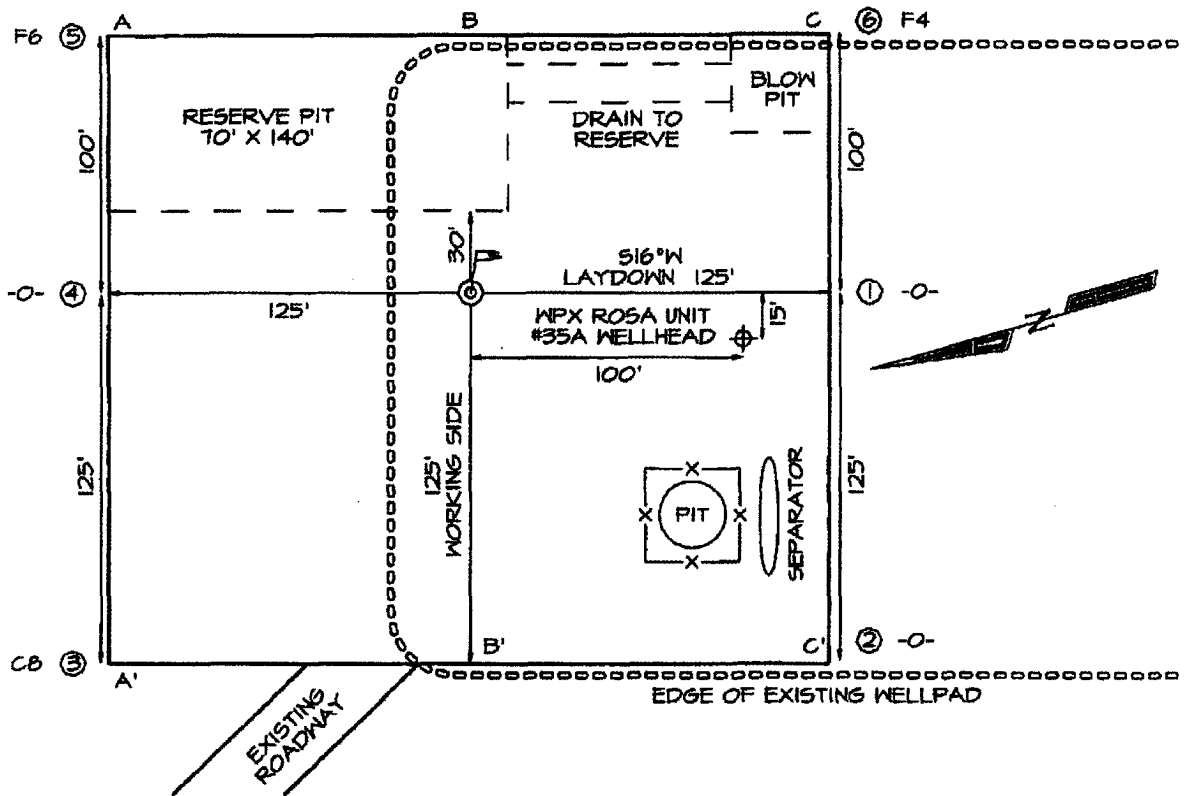 A
B
C
F6 ⑤
⑥ F4
RESERVE PIT
70' X 140'
BLOW
PIT
DRAIN TO
RESERVE
100'
100'
30'
S16°W
LAYDOWN 125'
-0- ④
① -0-
125'
WPX ROSA UNIT
#35A WELLHEAD
15'
100'
N
125'
125'
WORKING SIDE
125'
PIT
SEPARATOR
X
X
X
X
B'
C'
② -0-
C8 ③
A'
EDGE OF EXISTING WELLPAD
EXISTING
ROADWAY